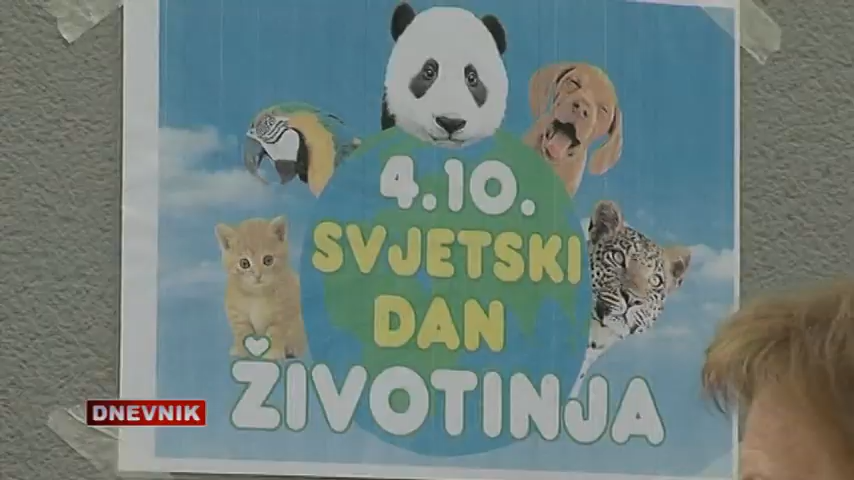 4.10.
SVJETSKI
DAN
ŽIVOTINJA
DNEVNIK